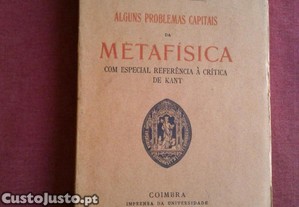 ALGUNS PROBLEMAS CAPITAIS
DE
METAFÍSICA
COM ESPECIAL REFERÊNCIA À CRÍTICA
DE KANT
COIMBRA
IMPRENSA DA UNIVERSIDADE
CustoJusto.pt